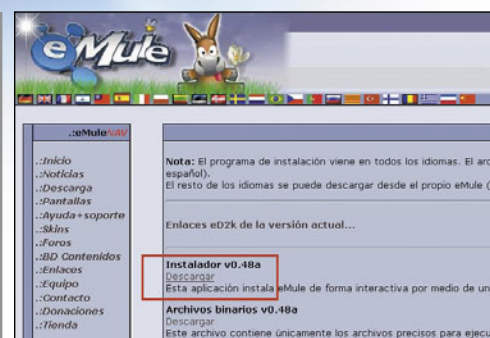 eMule
.:eMuleNAV
.:Inicio
.:Noticias
.:Descarga
.:Pantallas
.:Ayuda+soporte
.:Skins
.:Foros
.:BD Contenidos
.:Enlaces
.:Equipo
.:Contacto
.:Donaciones
.:Tienda
Nota: El programa de instalación viene en todos los idiomas. El arc
español).
El resto de los idiomas se puede descargar desde el propio eMule (
Enlaces eD2k de la versión actual...
Instalador v0.48a
Descargar
Esta aplicación instala eMule de forma interactiva por medio de un
Archivos binarios v0.48a
Descargar
Este archivo contiene únicamente los archivos precisos para ejecu